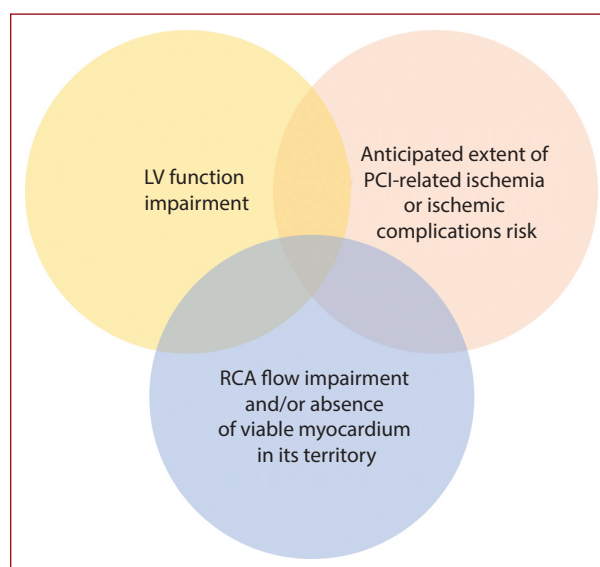 LV function
impairment
Anticipated extent of
PCI-related ischemia
or ischemic
complications risk
RCA flow impairment
and/or absence
of viable myocardium
in its territory